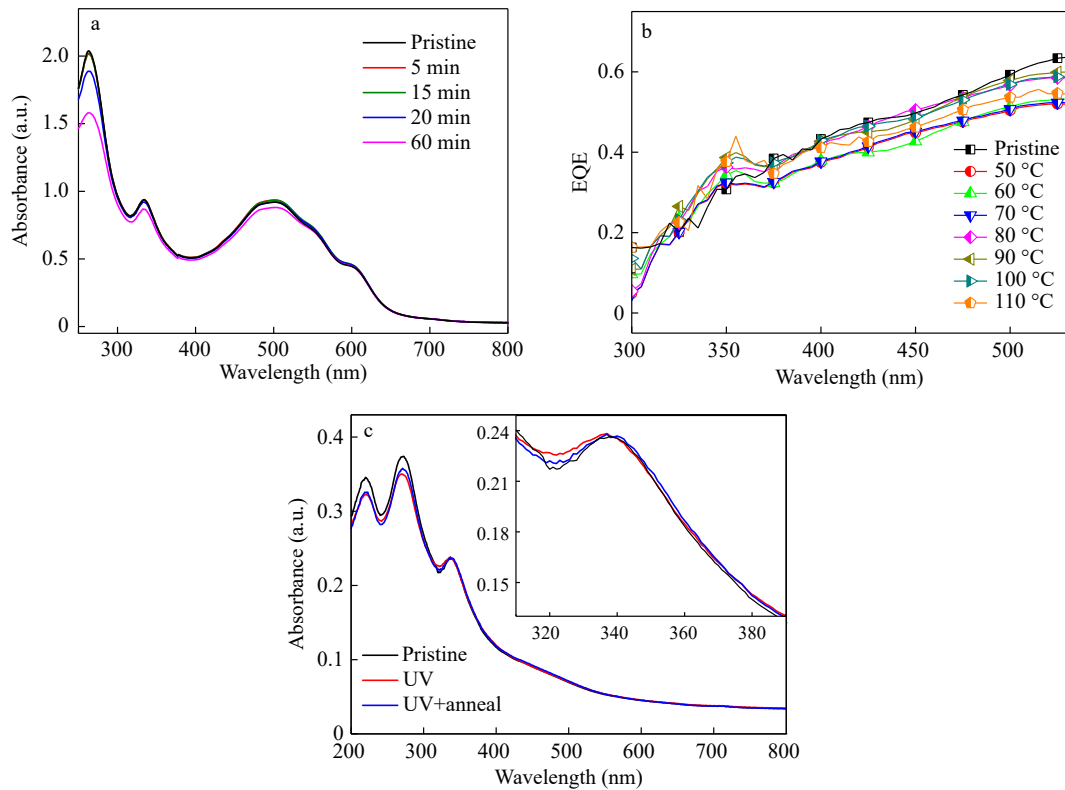 a
2.0
1.5
1.0
0.5
0
300
400
500
600
700
800
Absorbance (a.u.)
Wavelength (nm)
Pristine
5 min
15 min
20 min
60 min
b
0.6
0.4
0.2
0
300
350
400
450
500
EQE
Wavelength (nm)
Pristine
50 °C
60 °C
70 °C
80 °C
90 °C
100 °C
110 °C
c
0.4
0.3
0.2
0.1
0
200
300
400
500
600
700
800
Absorbance (a.u.)
Wavelength (nm)
Pristine
UV
UV+anneal
0.24
0.21
0.18
0.15
320
340
360
380